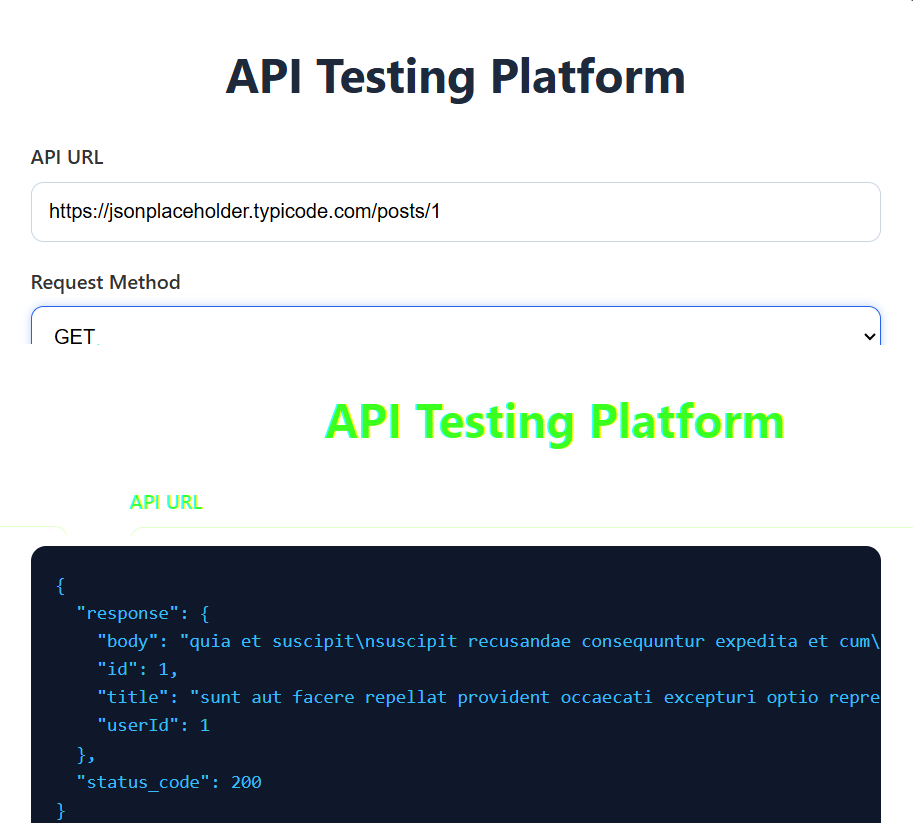 API Testing Platform
API URL
https://jsonplaceholder.typicode.com/posts/1
Request Method
GET
API Testing Platform
API URL
{
"response": {
"body": "quia et suscipit\nsuscipit recusandae consequuntur expedita et cum\
"id": 1,
"title": "sunt aut facere repellat provident occaecati excepturi optio repre
"userId": 1
},
"status_code": 200
}